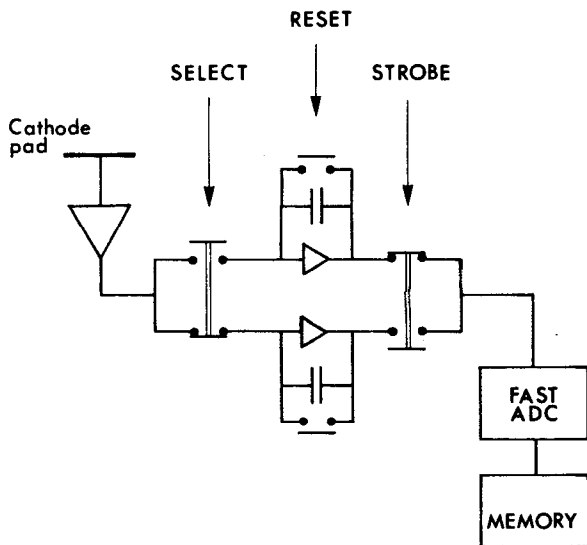 RESET
SELECT
STROBE
Cathode
pad
FAST
ADC
MEMORY